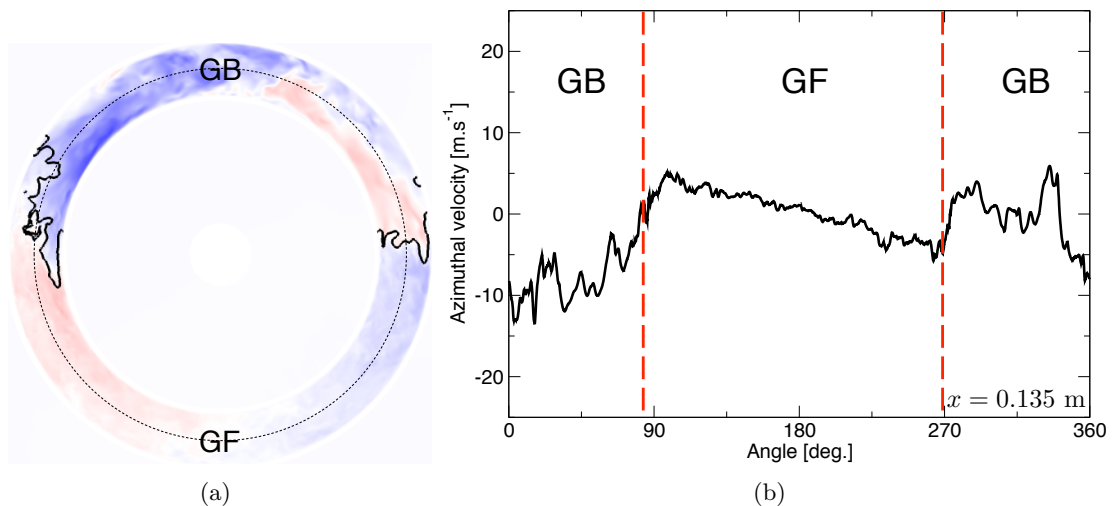 GB
GF
(a)
Azimuthal velocity [m.s⁻¹]
20
10
0
-10
-20
GB
GF
GB
x = 0.135 m
0
90
180
270
360
Angle [deg.]
(b)